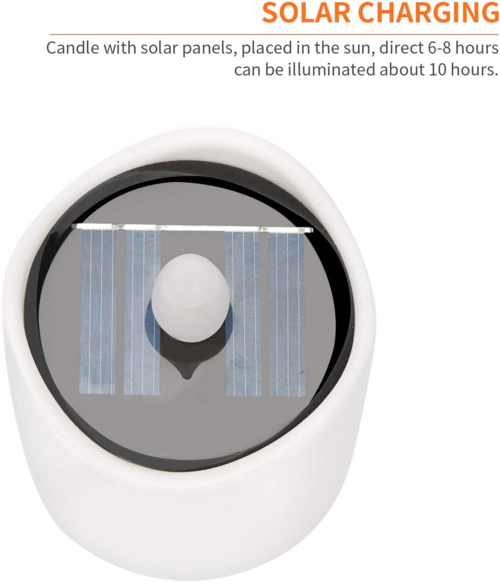 SOLAR CHARGING
Candle with solar panels, placed in the sun, direct 6-8 hours
can be illuminated about 10 hours.